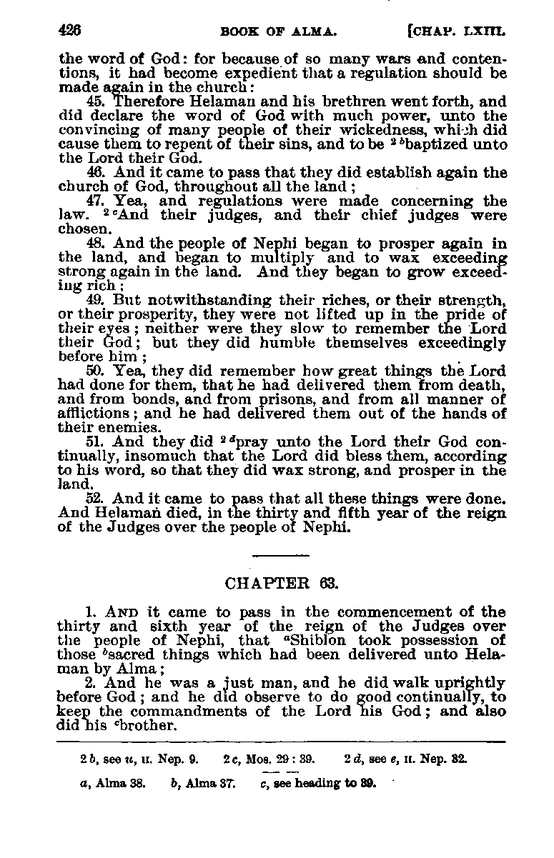 426 BOOK OF ALMA. [CHAP. LXIII.
the word of God: for because of so many wars and conten-
tions, it had become expedient that a regulation should be
made again in the church:
45. Therefore Helaman and his brethren went forth, and
did declare the word of God with much power, unto the
convincing of many people of their wickedness, which did
cause them to repent of their sins, and to be 2 b baptized unto
the Lord their God.
46. And it came to pass that they did establish again the
church of God, throughout all the land;
47. Yea, and regulations were made concerning the
law. 2 c And their judges, and their chief judges were
chosen.
48. And the people of Nephi began to prosper again in
the land, and began to multiply and to wax exceeding
strong again in the land. And they began to grow exceed-
ing rich:
49. But notwithstanding their riches, or their strength,
or their prosperity, they were not lifted up in the pride of
their eyes; neither were they slow to remember the Lord
their God; but they did humble themselves exceedingly
before him;
50. Yea, they did remember how great things the Lord
had done for them, that he had delivered them from death,
and from bonds, and from prisons, and from all manner of
afflictions; and he had delivered them out of the hands of
their enemies.
51. And they did 2 d pray unto the Lord their God con-
tinually, insomuch that the Lord did bless them, according
to his word, so that they did wax strong, and prosper in the
land.
52. And it came to pass that all these things were done.
And Helaman died, in the thirty and fifth year of the reign
of the Judges over the people of Nephi.
CHAPTER 63.
1. AND it came to pass in the commencement of the
thirty and sixth year of the reign of the Judges over
the people of Nephi, that a Shiblon took possession of
those b sacred things which had been delivered unto Hela-
man by Alma;
2. And he was a just man, and he did walk uprightly
before God; and he did observe to do good continually, to
keep the commandments of the Lord his God; and also
did his c brother.
2 b, see u, II. Nep. 9. 2 c, Mos. 29:39. 2 d, see e, II. Nep. 32.
a, Alma 38. b, Alma 37. c, see heading to 39.